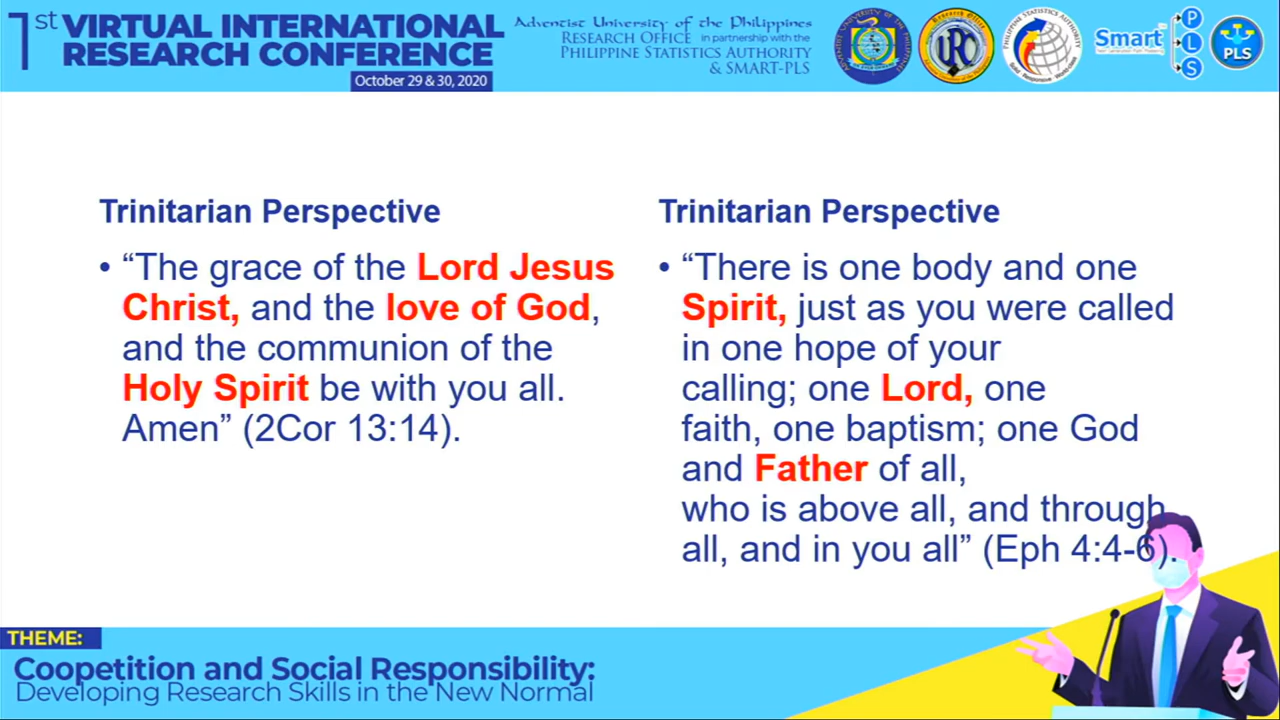 1st VIRTUAL INTERNATIONAL
RESEARCH CONFERENCE
October 29 & 30, 2020
Adventist University of the Philippines
Research Office in partnership with the
Philippine Statistics Authority
& SMART-PLS
URC
PHILIPPINE STATISTICS AUTHORITY
Smart
P
L
S
PLS
Trinitarian Perspective
• “The grace of the Lord Jesus
Christ, and the love of God,
and the communion of the
Holy Spirit be with you all.
Amen” (2Cor 13:14).
Trinitarian Perspective
• “There is one body and one
Spirit, just as you were called
in one hope of your
calling; one Lord, one
faith, one baptism; one God
and Father of all,
who is above all, and through
all, and in you all” (Eph 4:4-6).
THEME:
Coopetition and Social Responsibility:
Developing Research Skills in the New Normal